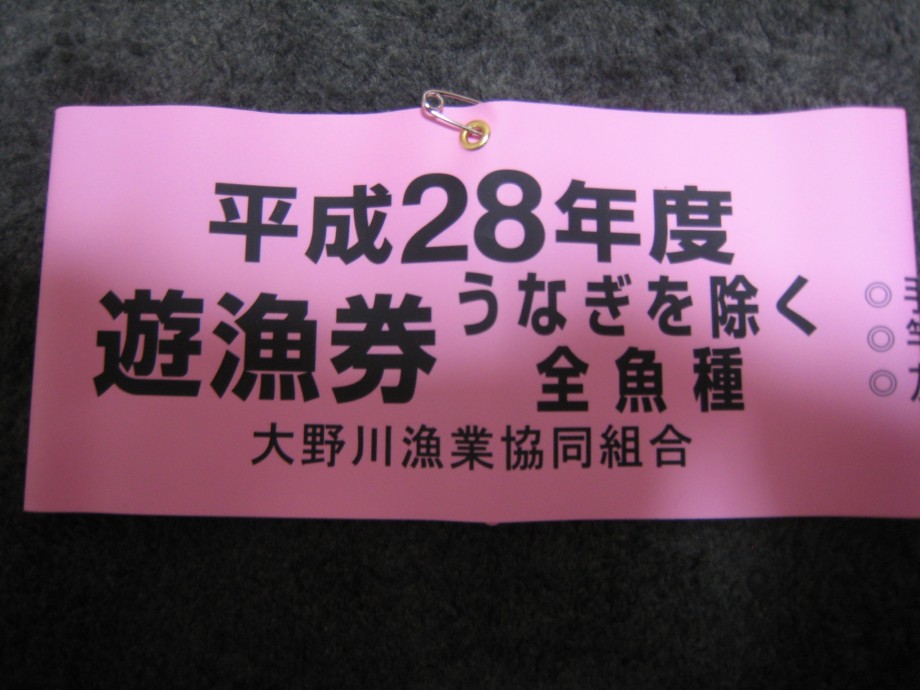 平成28年度
遊漁券 うなぎを除く
全魚種
大野川漁業協同組合
◎
◎
◎